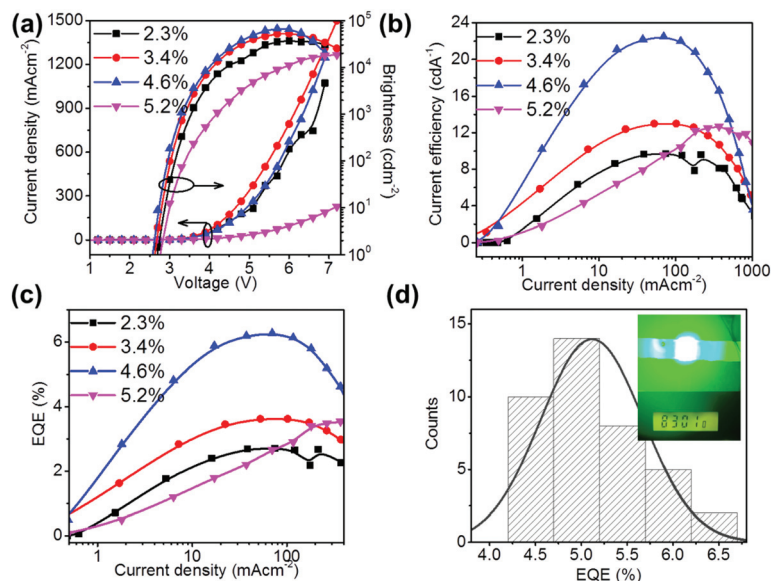 (a)
2.3%
3.4%
4.6%
5.2%
Current density (mAcm⁻²)
1500
1200
900
600
300
0
1 2 3 4 5 6 7
Voltage (V)
10⁵
10⁴
10³
10²
10¹
10⁰
Brightness (cdm⁻²)
(b)
2.3%
3.4%
4.6%
5.2%
Current efficiency (cdA⁻¹)
24
20
16
12
8
4
0
1 10 100 1000
Current density (mAcm⁻²)
(c)
2.3%
3.4%
4.6%
5.2%
EQE (%)
6
4
2
0
1 10 100
Current density (mAcm⁻²)
(d)
Counts
15
10
5
0
4.0 4.5 5.0 5.5 6.0 6.5
EQE (%)